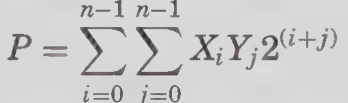 P = \sum_{i=0}^{n-1} \sum_{j=0}^{n-1} X_i Y_j 2^{(i+j)}